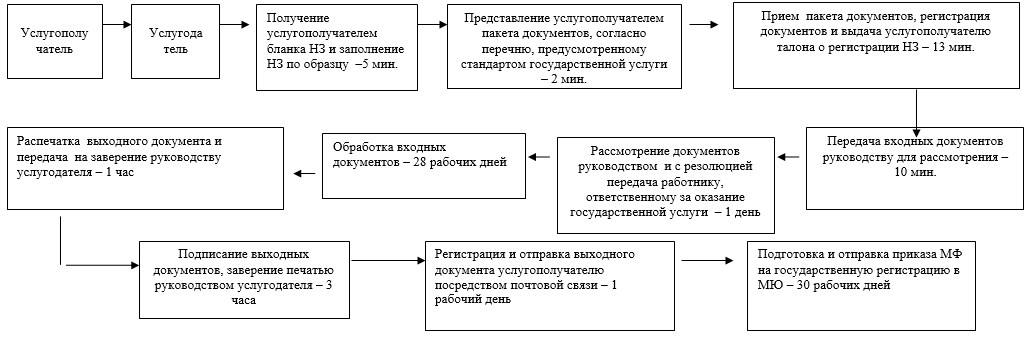 Услугополу
чатель
Услугода
тель
Получение
услугополучателем
бланка НЗ и заполнение
НЗ по образцу –5 мин.
Представление услугополучателем
пакета документов, согласно
перечню, предусмотренному
стандартом государственной услуги
– 2 мин.
Прием пакета документов, регистрация
документов и выдача услугополучателю
талона о регистрации НЗ – 13 мин.
Передача входных документов
руководству для рассмотрения –
10 мин.
Рассмотрение документов
руководством и с резолюцией
передача работнику,
ответственному за оказание
государственной услуги – 1 день
Обработка входных
документов – 28 рабочих дней
Распечатка выходного документа и
передача на заверение руководству
услугодателя – 1 час
Подписание выходных
документов, заверение печатью
руководством услугодателя – 3
часа
Регистрация и отправка выходного
документа услугополучателю
посредством почтовой связи – 1
рабочий день
Подготовка и отправка приказа МФ
на государственную регистрацию в
МЮ – 30 рабочих дней